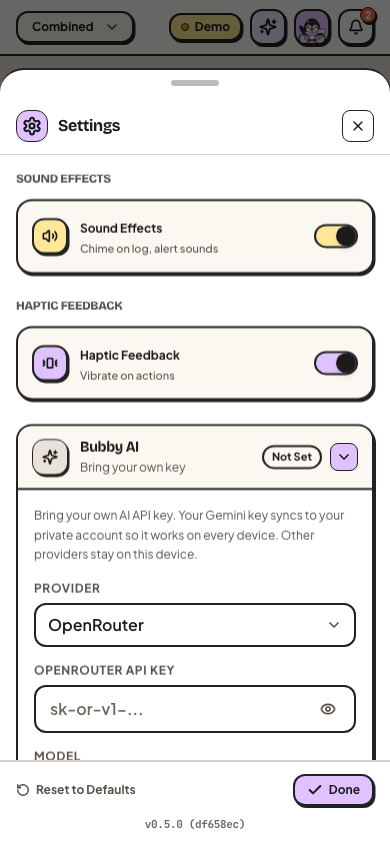 Combined
Demo
2
Settings
SOUND EFFECTS
Sound Effects
Chime on log, alert sounds
HAPTIC FEEDBACK
Haptic Feedback
Vibrate on actions
Bubby AI
Not Set
Bring your own key
Bring your own AI API key. Your Gemini key syncs to your
private account so it works on every device. Other
providers stay on this device.
PROVIDER
OpenRouter
OPENROUTER API KEY
sk-or-v1-...
MODEL
Reset to Defaults
Done
v0.5.0 (df658ec)